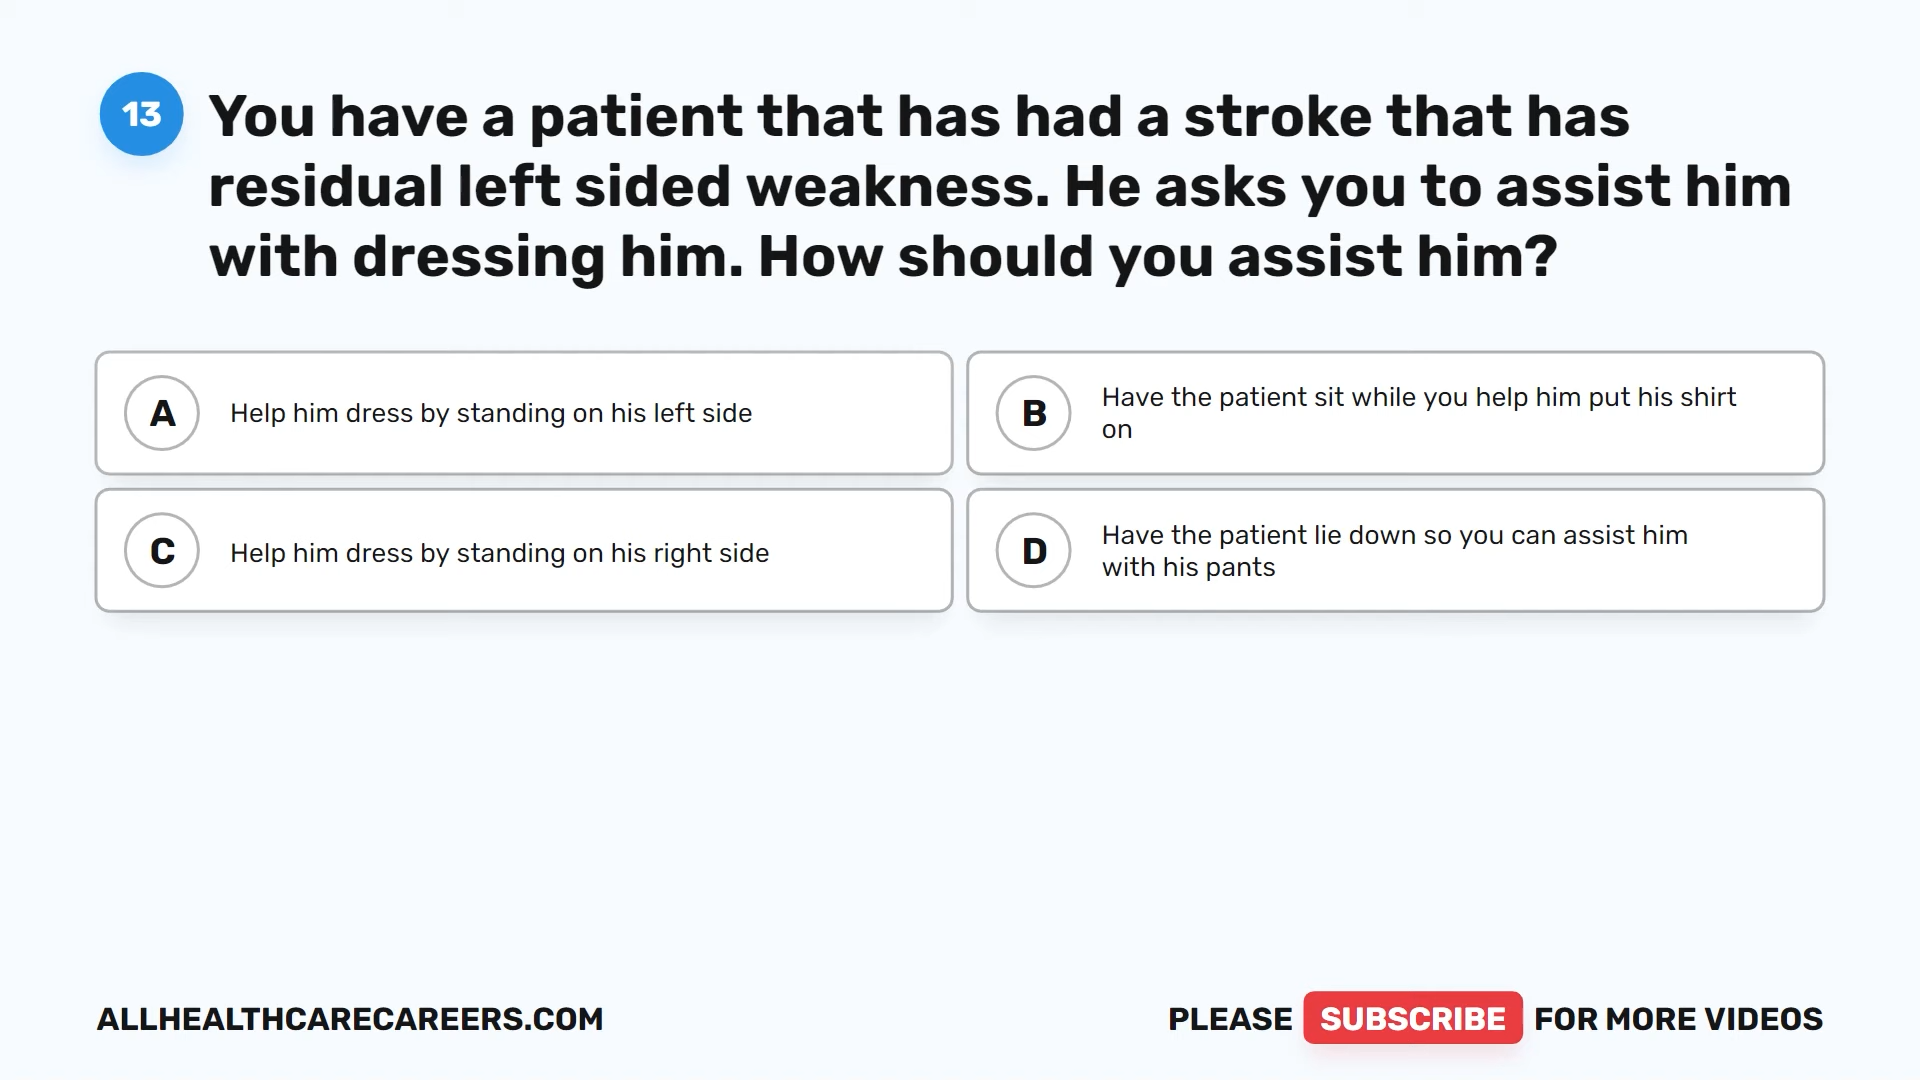 13
You have a patient that has had a stroke that has
residual left sided weakness. He asks you to assist him
with dressing him. How should you assist him?
A
Help him dress by standing on his left side
B
Have the patient sit while you help him put his shirt
on
C
Help him dress by standing on his right side
D
Have the patient lie down so you can assist him
with his pants
ALLHEALTHCARECAREERS.COM
PLEASE SUBSCRIBE FOR MORE VIDEOS